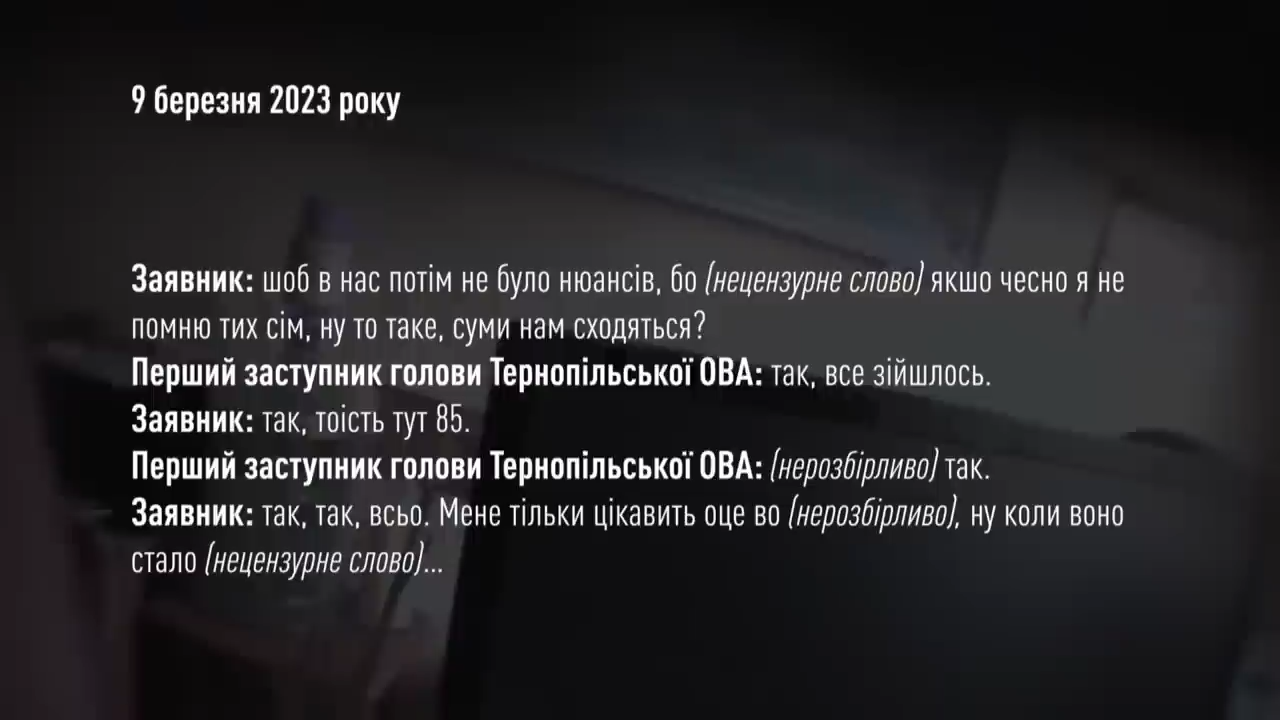 9 березня 2023 року
Заявник: шоб в нас потім не було нюансів, бо (нецензурне слово) якшо чесно я не
помню тих сім, ну то таке, суми нам сходяться?
Перший заступник голови Тернопільської ОВА: так, все зійшлось.
Заявник: так, тоість тут 85.
Перший заступник голови Тернопільської ОВА: (нерозбірливо) так.
Заявник: так, так, всьо. Мене тільки цікавить оце во (нерозбірливо), ну коли воно
стало (нецензурне слово)...